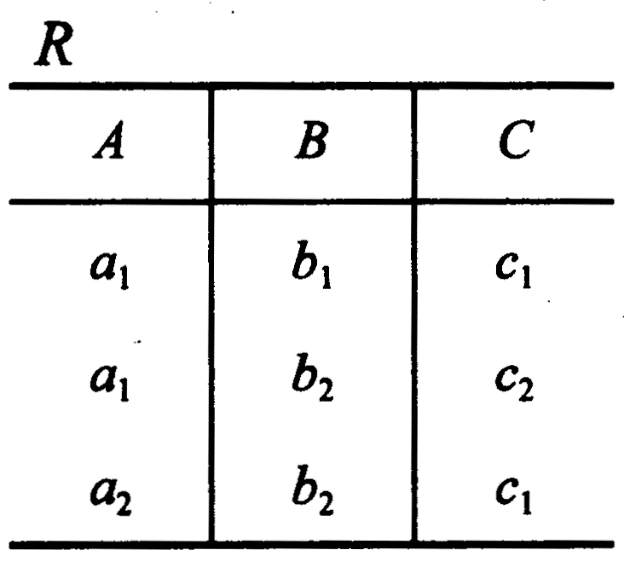 R
A B C
a₁ b₁ c₁
a₁ b₂ c₂
a₂ b₂ c₁